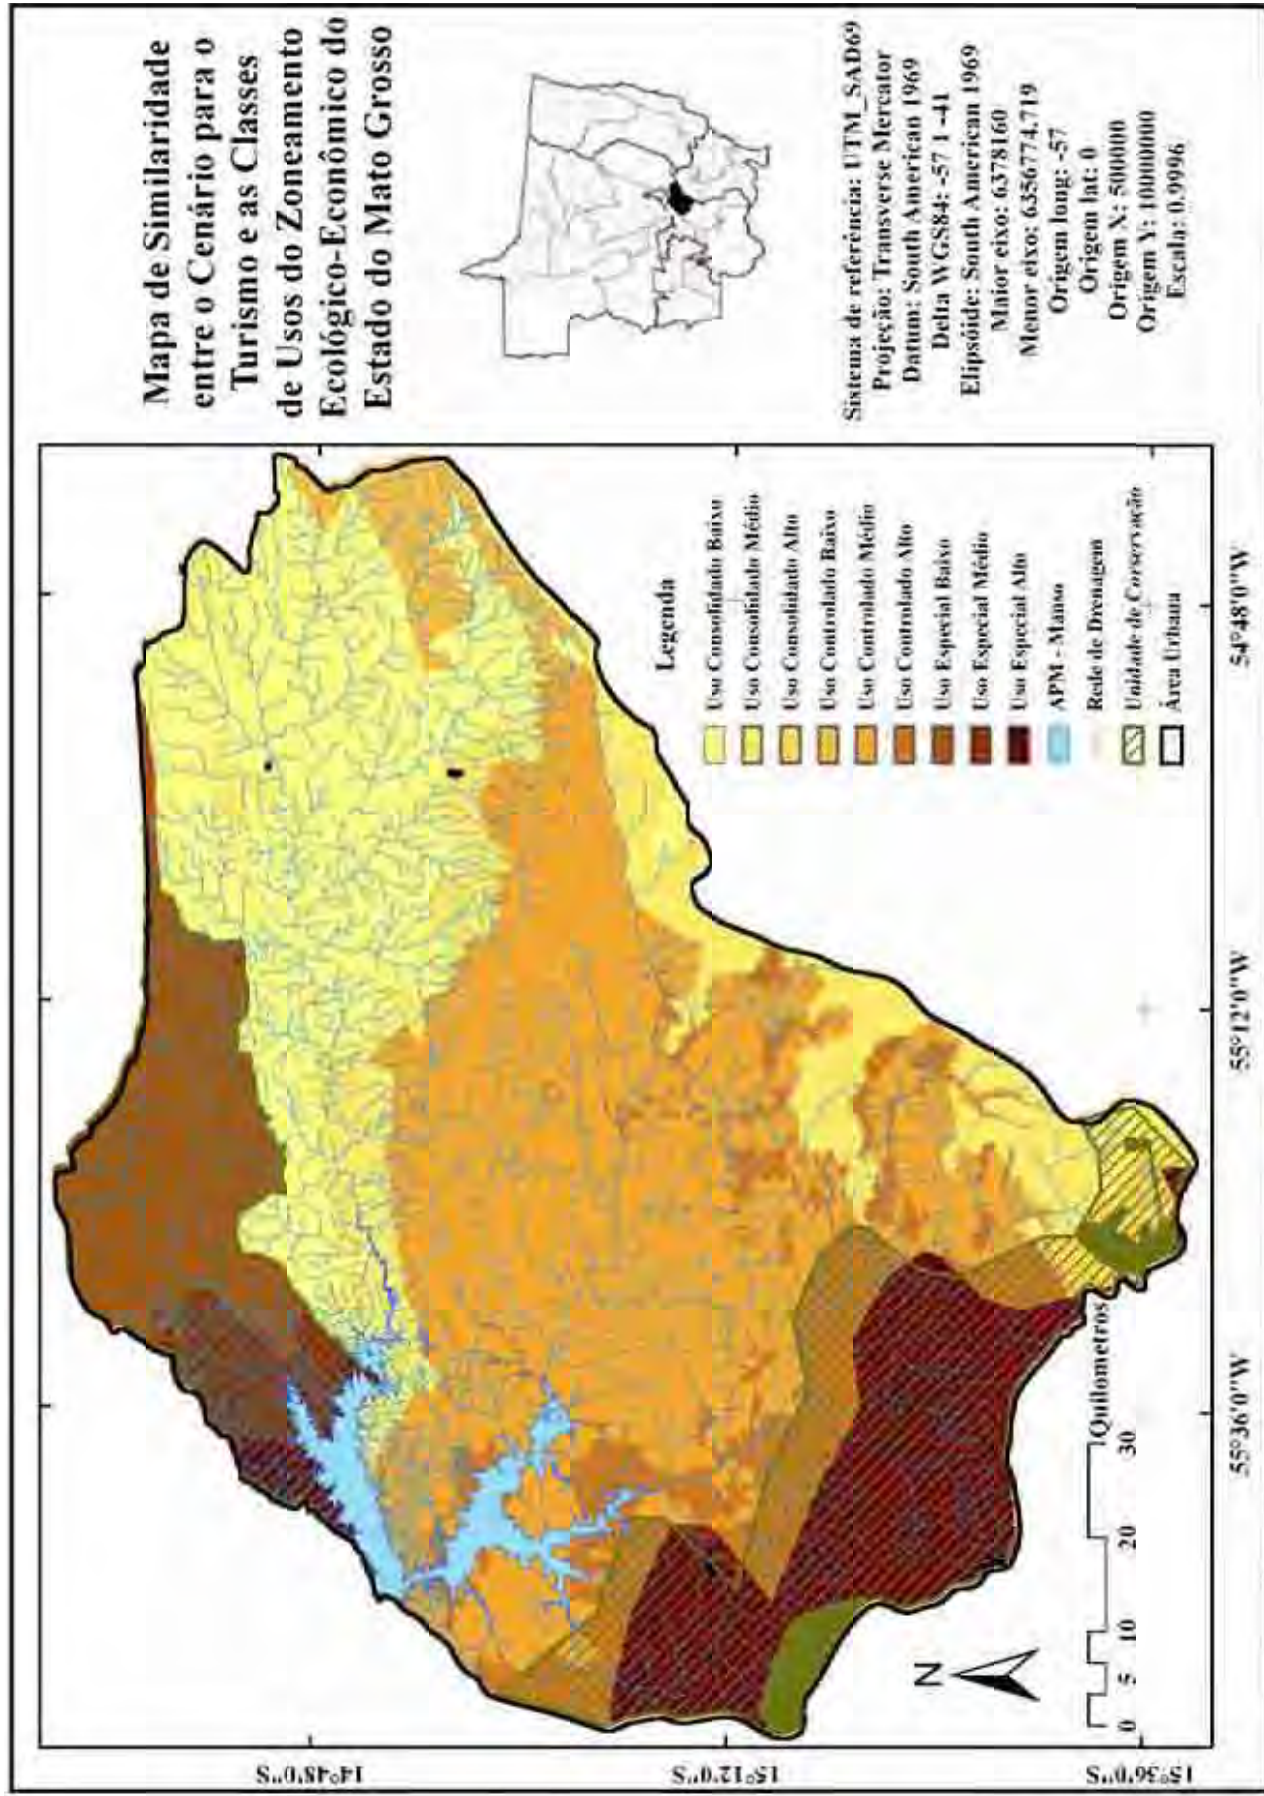 Mapa de Similaridade
entre o Cenário para o
Turismo e as Classes
de Usos do Zoneamento
Ecológico-Econômico do
Estado do Mato Grosso
Sistema de referência: UTM_SAD69
Projeção: Transverse Mercator
Datum: South American 1969
Delta WGS84: -57 1 -41
Elipsóide: South American 1969
Maior eixo: 6378160
Menor eixo: 6356774.719
Origem long: -57
Origem lat: 0
Origem X: 500000
Origem Y: 10000000
Escala: 0.9996
Legenda
Uso Consolidado Baixo
Uso Consolidado Médio
Uso Consolidado Alto
Uso Controlado Baixo
Uso Controlado Médio
Uso Controlado Alto
Uso Especial Baixo
Uso Especial Médio
Uso Especial Alto
APM - Manso
Rede de Drenagem
Unidade de Conservação
Área Urbana
N
0 5 10 20 30
Quilometros
14°48'0"S
15°12'0"S
15°36'0"S
55°36'0"W
55°12'0"W
54°48'0"W